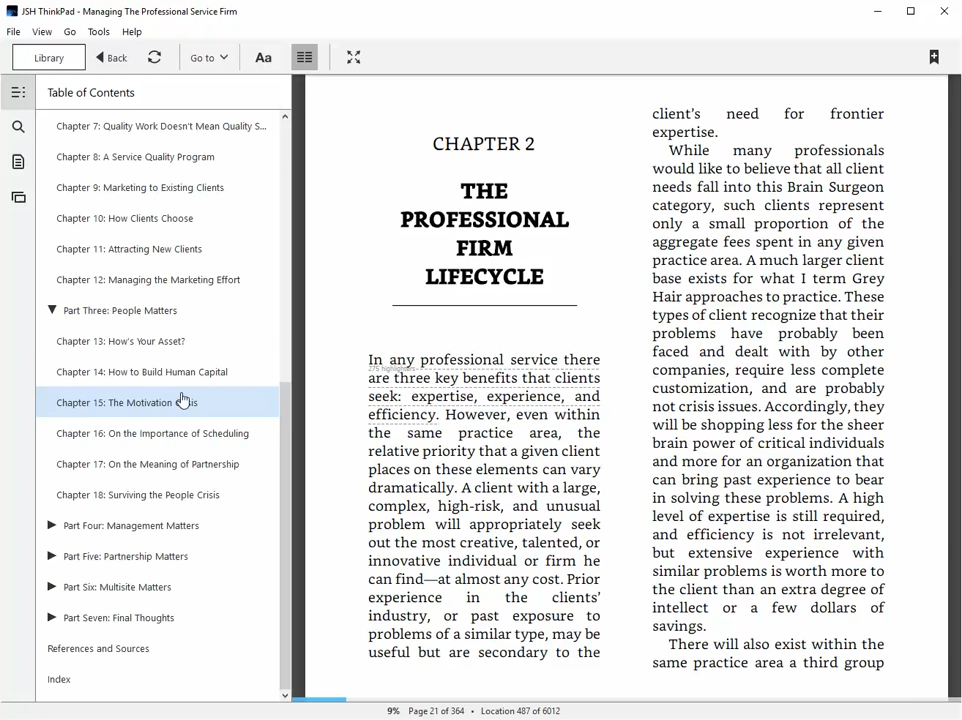 JSH ThinkPad - Managing The Professional Service Firm
File View Go Tools Help
Library Back Go to Aa
Table of Contents
Chapter 7: Quality Work Doesn't Mean Quality S...
Chapter 8: A Service Quality Program
Chapter 9: Marketing to Existing Clients
Chapter 10: How Clients Choose
Chapter 11: Attracting New Clients
Chapter 12: Managing the Marketing Effort
Part Three: People Matters
Chapter 13: How's Your Asset?
Chapter 14: How to Build Human Capital
Chapter 15: The Motivation
Chapter 16: On the Importance of Scheduling
Chapter 17: On the Meaning of Partnership
Chapter 18: Surviving the People Crisis
Part Four: Management Matters
Part Five: Partnership Matters
Part Six: Multisite Matters
Part Seven: Final Thoughts
References and Sources
Index
CHAPTER 2
THE
PROFESSIONAL
FIRM
LIFECYCLE
In any professional service there
275 highlighters
are three key benefits that clients
seek: expertise, experience, and
efficiency. However, even within
the same practice area, the
relative priority that a given client
places on these elements can vary
dramatically. A client with a large,
complex, high-risk, and unusual
problem will appropriately seek
out the most creative, talented, or
innovative individual or firm he
can find—at almost any cost. Prior
experience in the clients'
industry, or past exposure to
problems of a similar type, may be
useful but are secondary to the
client's need for frontier
expertise.
While many professionals
would like to believe that all client
needs fall into this Brain Surgeon
category, such clients represent
only a small proportion of the
aggregate fees spent in any given
practice area. A much larger client
base exists for what I term Grey
Hair approaches to practice. These
types of client recognize that their
problems have probably been
faced and dealt with by other
companies, require less complete
customization, and are probably
not crisis issues. Accordingly, they
will be shopping less for the sheer
brain power of critical individuals
and more for an organization that
can bring past experience to bear
in solving these problems. A high
level of expertise is still required,
and efficiency is not irrelevant,
but extensive experience with
similar problems is worth more to
the client than an extra degree of
intellect or a few dollars of
savings.
There will also exist within the
same practice area a third group
9% Page 21 of 364 • Location 487 of 6012